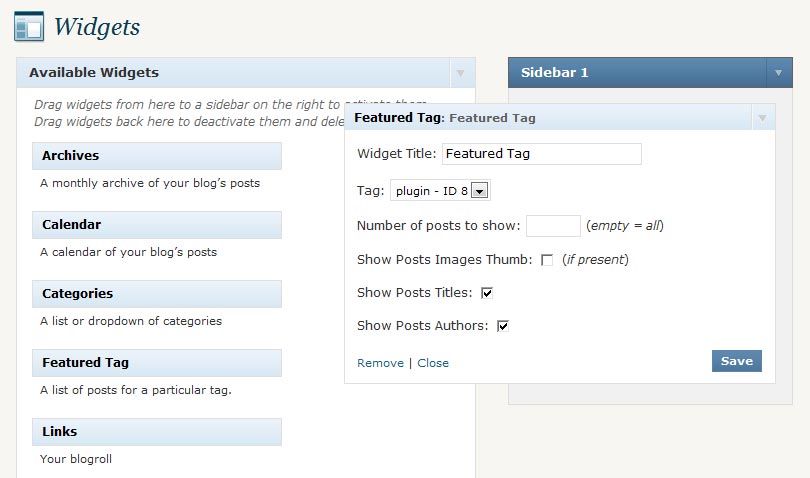 Widgets
Available Widgets
Drag widgets from here to a sidebar on the right to activate them.
Drag widgets back here to deactivate them and dele
Archives
A monthly archive of your blog's posts
Calendar
A calendar of your blog's posts
Categories
A list or dropdown of categories
Featured Tag
A list of posts for a particular tag.
Links
Your blogroll
Sidebar 1
Featured Tag: Featured Tag
Widget Title: Featured Tag
Tag: plugin - ID 8
Number of posts to show: (empty = all)
Show Posts Images Thumb: (if present)
Show Posts Titles:
Show Posts Authors:
Remove | Close
Save